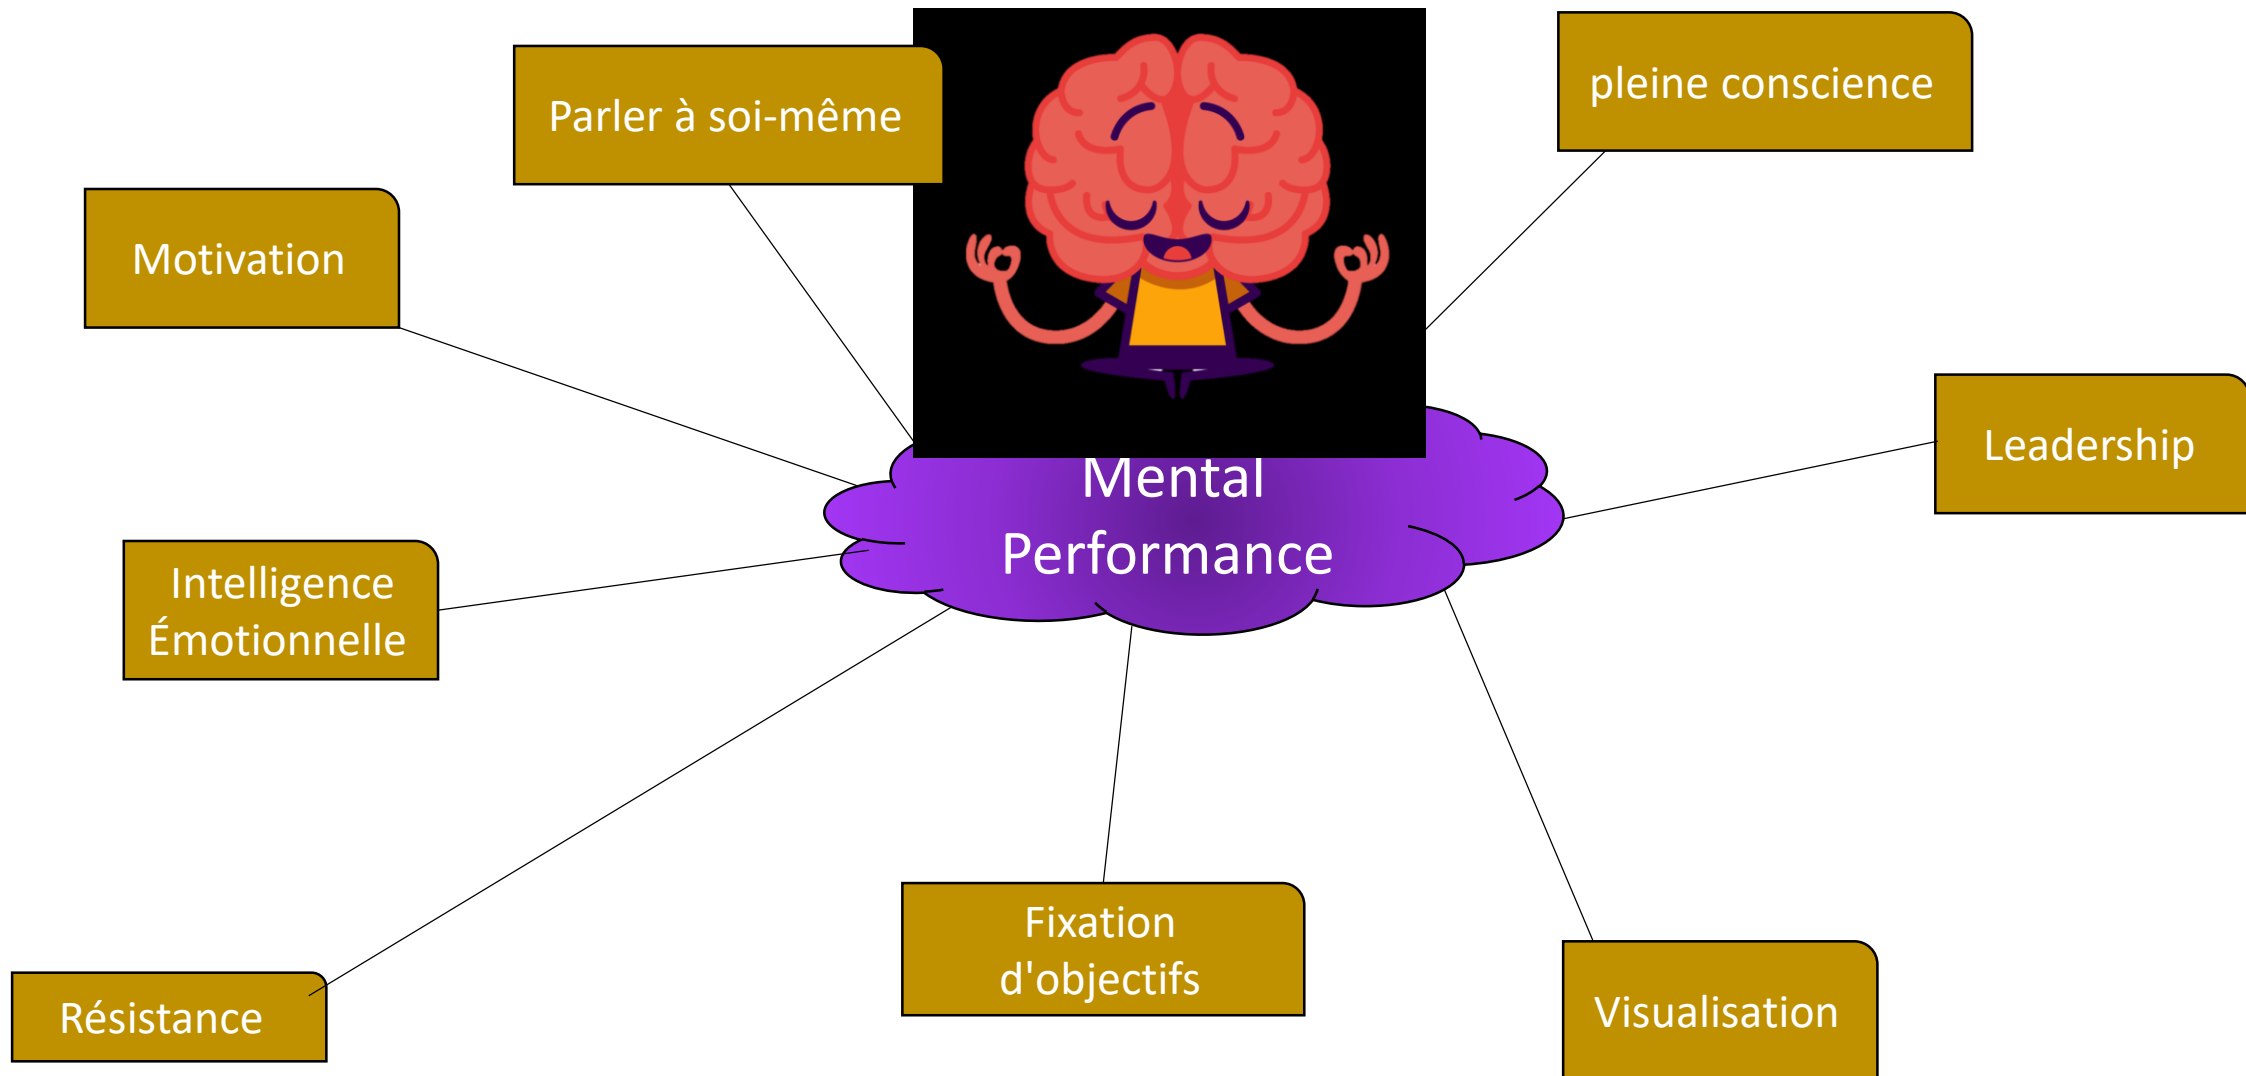 Parler à soi-même
pleine conscience
Motivation
Leadership
Mental
Performance
Intelligence
Émotionnelle
Fixation
d'objectifs
Résistance
Visualisation